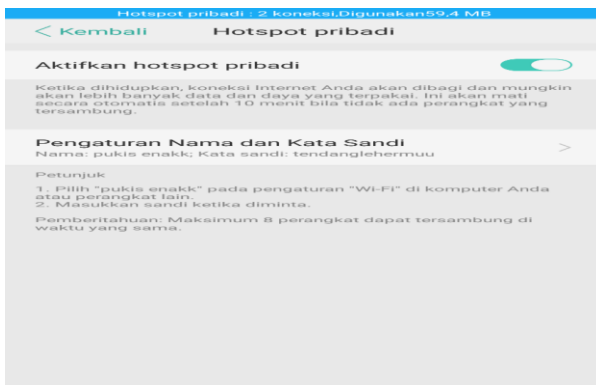 Hotspot pribadi : 2 koneksi,Digunakan59,4 MB
< Kembali Hotspot pribadi
Aktifkan hotspot pribadi
Ketika dihidupkan, koneksi Internet Anda akan dibagi dan mungkin
akan lebih banyak data dan daya yang terpakai. Ini akan mati
secara otomatis setelah 10 menit bila tidak ada perangkat yang
tersambung.
Pengaturan Nama dan Kata Sandi
Nama: pukis enakk; Kata sandi: tendanglehermuu
Petunjuk
1. Pilih "pukis enakk" pada pengaturan "Wi-Fi" di komputer Anda
atau perangkat lain.
2. Masukkan sandi ketika diminta.
Pemberitahuan: Maksimum 8 perangkat dapat tersambung di
waktu yang sama.